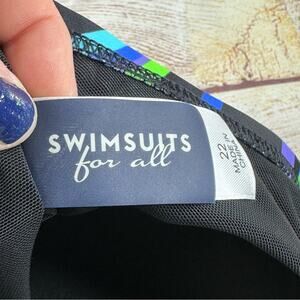 SWIMSUITS
for all
22
MADE IN
CHINA